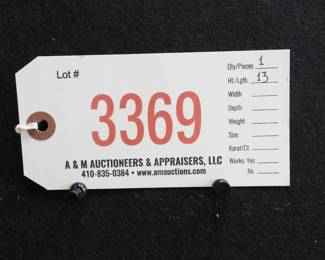 Lot #
3369
A & M AUCTIONEERS & APPRAISERS, LLC
410-835-0384 • www.amauctions.com
Qty/Pieces 1
Ht./Lgth. 13
Width
Depth
Weight
Size
Karat/Ct
Works: Yes
No